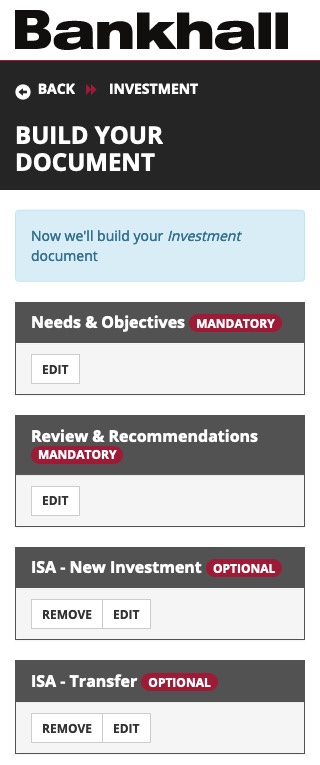 Bankhall
BACK INVESTMENT
BUILD YOUR
DOCUMENT
Now we'll build your Investment
document
Needs & Objectives MANDATORY
EDIT
Review & Recommendations
MANDATORY
EDIT
ISA - New Investment OPTIONAL
REMOVE EDIT
ISA - Transfer OPTIONAL
REMOVE EDIT